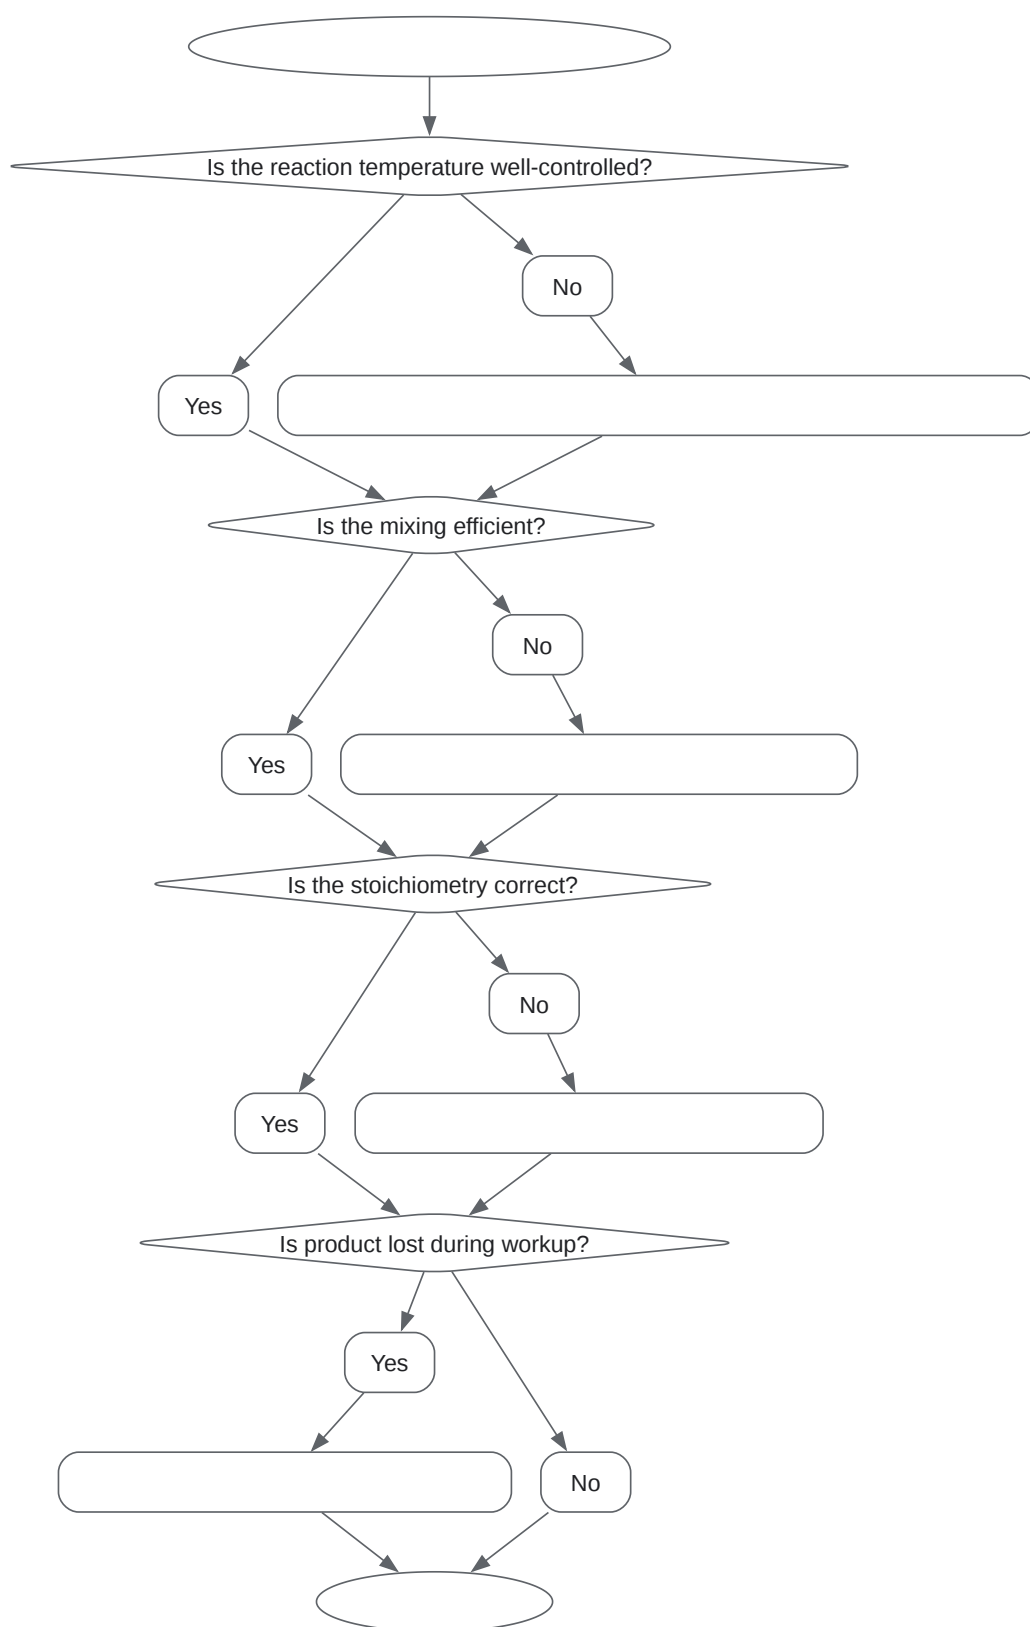 Is the reaction temperature well-controlled?
No
Yes
Is the mixing efficient?
No
Yes
Is the stoichiometry correct?
No
Yes
Is product lost during workup?
Yes
No